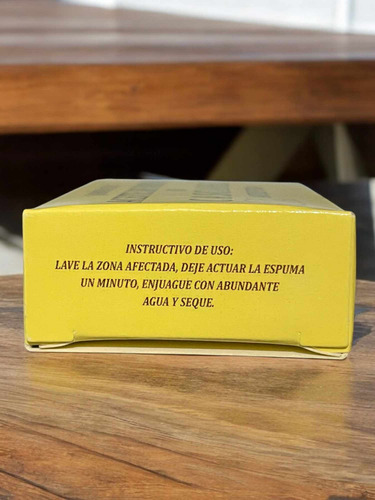 INSTRUCTIVO DE USO:
LAVE LA ZONA AFECTADA, DEJE ACTUAR LA ESPUMA
UN MINUTO, ENJUAGUE CON ABUNDANTE
AGUA Y SEQUE.